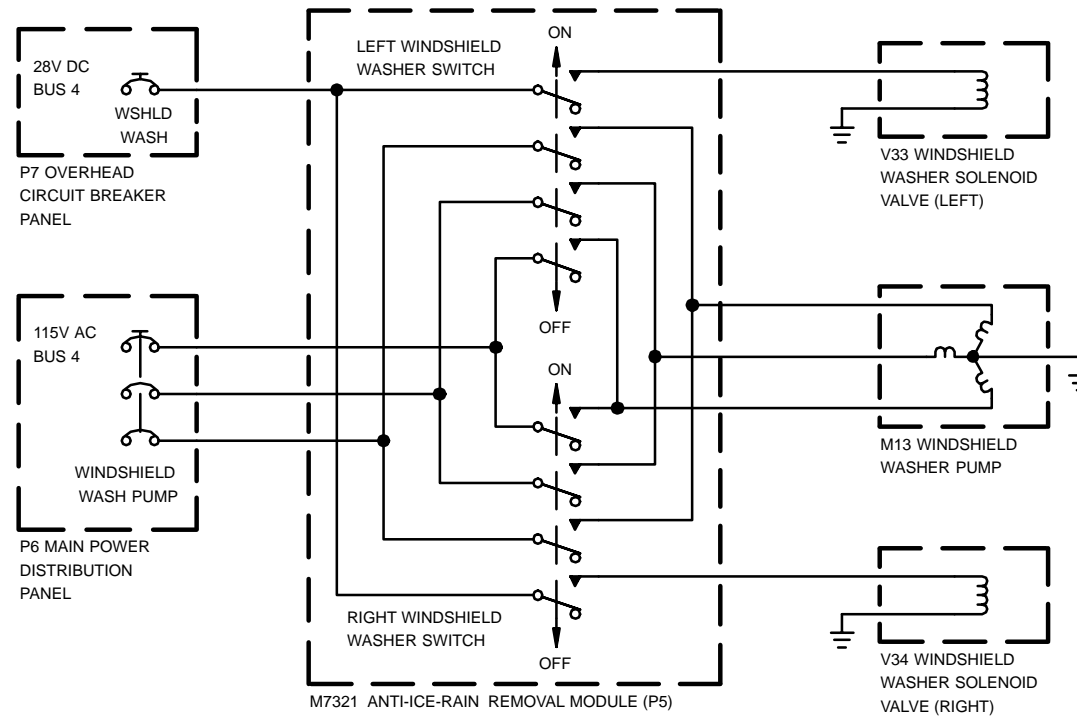 28V DC
BUS 4
WSHLD
WASH
P7 OVERHEAD
CIRCUIT BREAKER
PANEL
115V AC
BUS 4
WINDSHIELD
WASH PUMP
P6 MAIN POWER
DISTRIBUTION
PANEL
LEFT WINDSHIELD
WASHER SWITCH
ON
OFF
ON
RIGHT WINDSHIELD
WASHER SWITCH
OFF
M7321 ANTI-ICE-RAIN REMOVAL MODULE (P5)
V33 WINDSHIELD
WASHER SOLENOID
VALVE (LEFT)
M13 WINDSHIELD
WASHER PUMP
V34 WINDSHIELD
WASHER SOLENOID
VALVE (RIGHT)